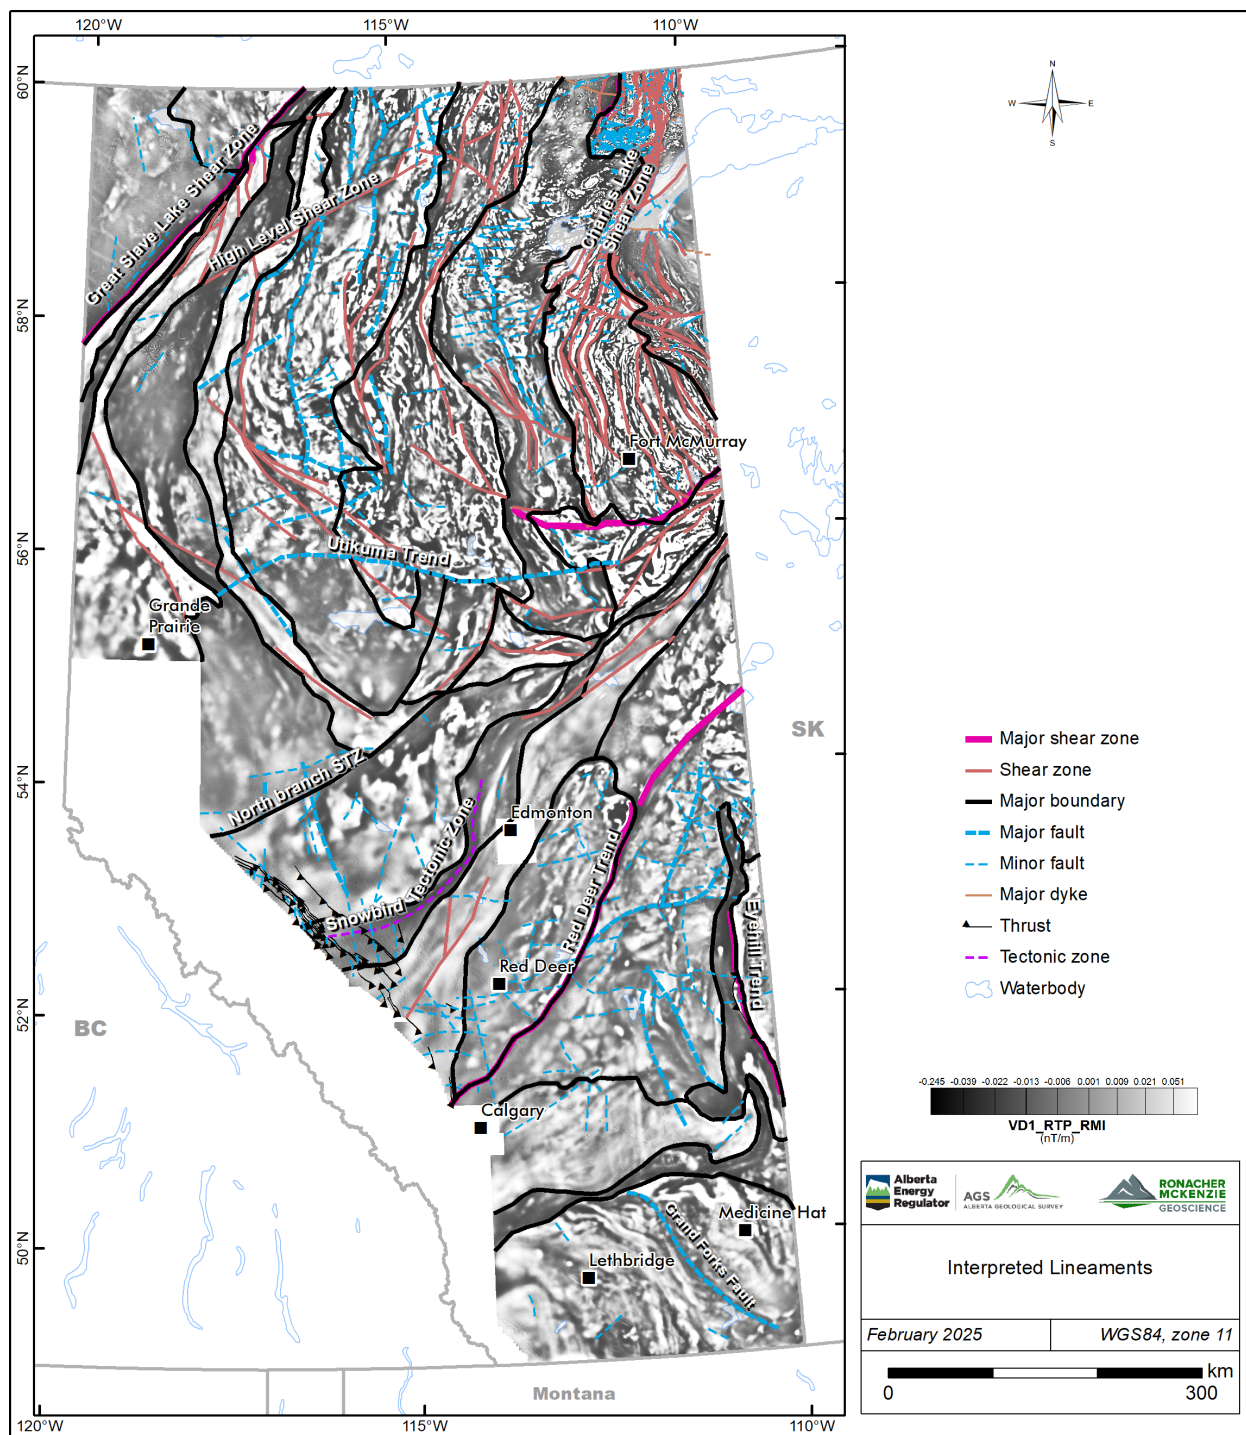 120°W
115°W
110°W
60°N
58°N
56°N
54°N
52°N
50°N
N
W
E
S
Great Slave Lake Shear Zone
High Level Shear Zone
Charles Lake
Shear Zone
Fort McMurray
Utikuma Trend
Grande
Prairie
SK
North branch STZ
Edmonton
Snowbird Tectonic Zone
Red Deer Trend
Eyehill Trend
Red Deer
BC
Calgary
Medicine Hat
Grand Forks Fault
Lethbridge
Montana
120°W
115°W
110°W
Major shear zone
Shear zone
Major boundary
Major fault
Minor fault
Major dyke
Thrust
Tectonic zone
Waterbody
-0.245 -0.039 -0.022 -0.013 -0.006 0.001 0.009 0.021 0.051
VD1_RTP_RMI
(nT/m)
Alberta
Energy
Regulator
AGS
ALBERTA GEOLOGICAL SURVEY
RONACHER
MCKENZIE
GEOSCIENCE
Interpreted Lineaments
February 2025
WGS84, zone 11
km
0 300